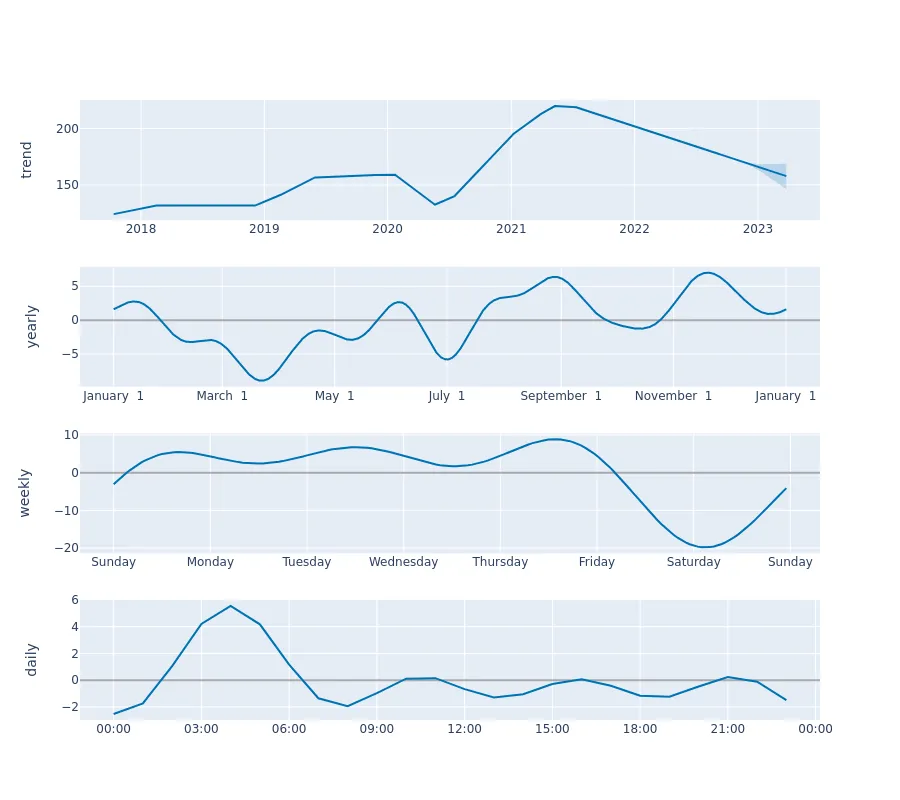 trend
200
150
2018 2019 2020 2021 2022 2023
yearly
5
0
−5
January 1 March 1 May 1 July 1 September 1 November 1 January 1
weekly
10
0
−10
−20
Sunday Monday Tuesday Wednesday Thursday Friday Saturday Sunday
daily
6
4
2
0
−2
00:00 03:00 06:00 09:00 12:00 15:00 18:00 21:00 00:00